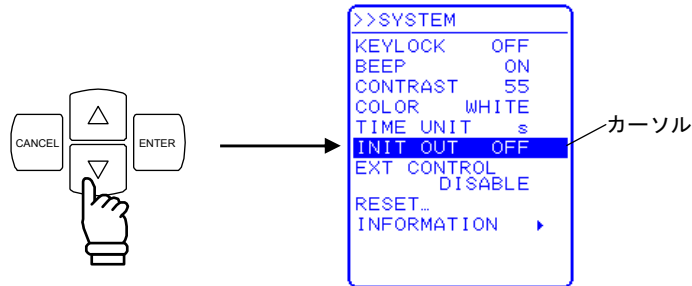 CANCEL
ENTER
>>SYSTEM
KEYLOCK OFF
BEEP ON
CONTRAST 55
COLOR WHITE
TIME UNIT s
INIT OUT OFF
EXT CONTROL
DISABLE
RESET…
INFORMATION
カーソル